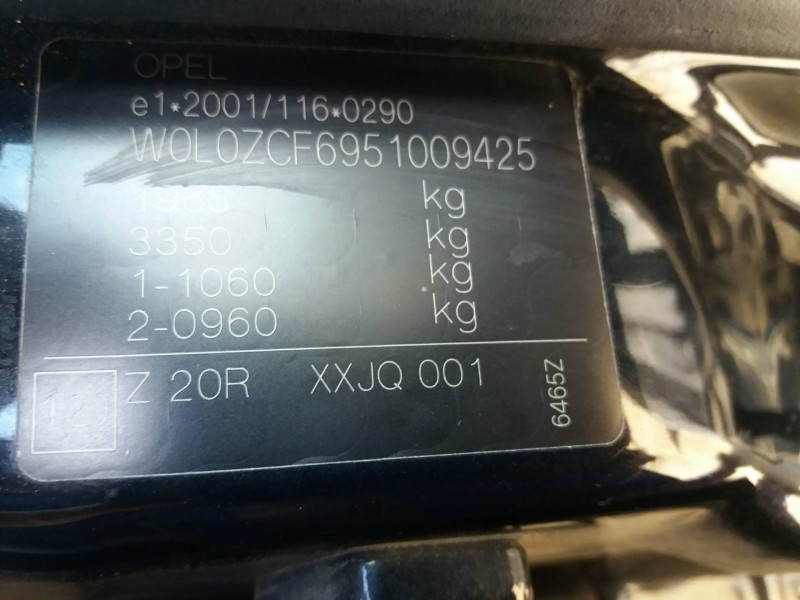 OPEL
e1*2001/116*0290
W0L0ZCF6951009425
kg
3350 kg
1-1060 kg
2-0960 kg
12 Z 20R XXJQ 001 6465Z